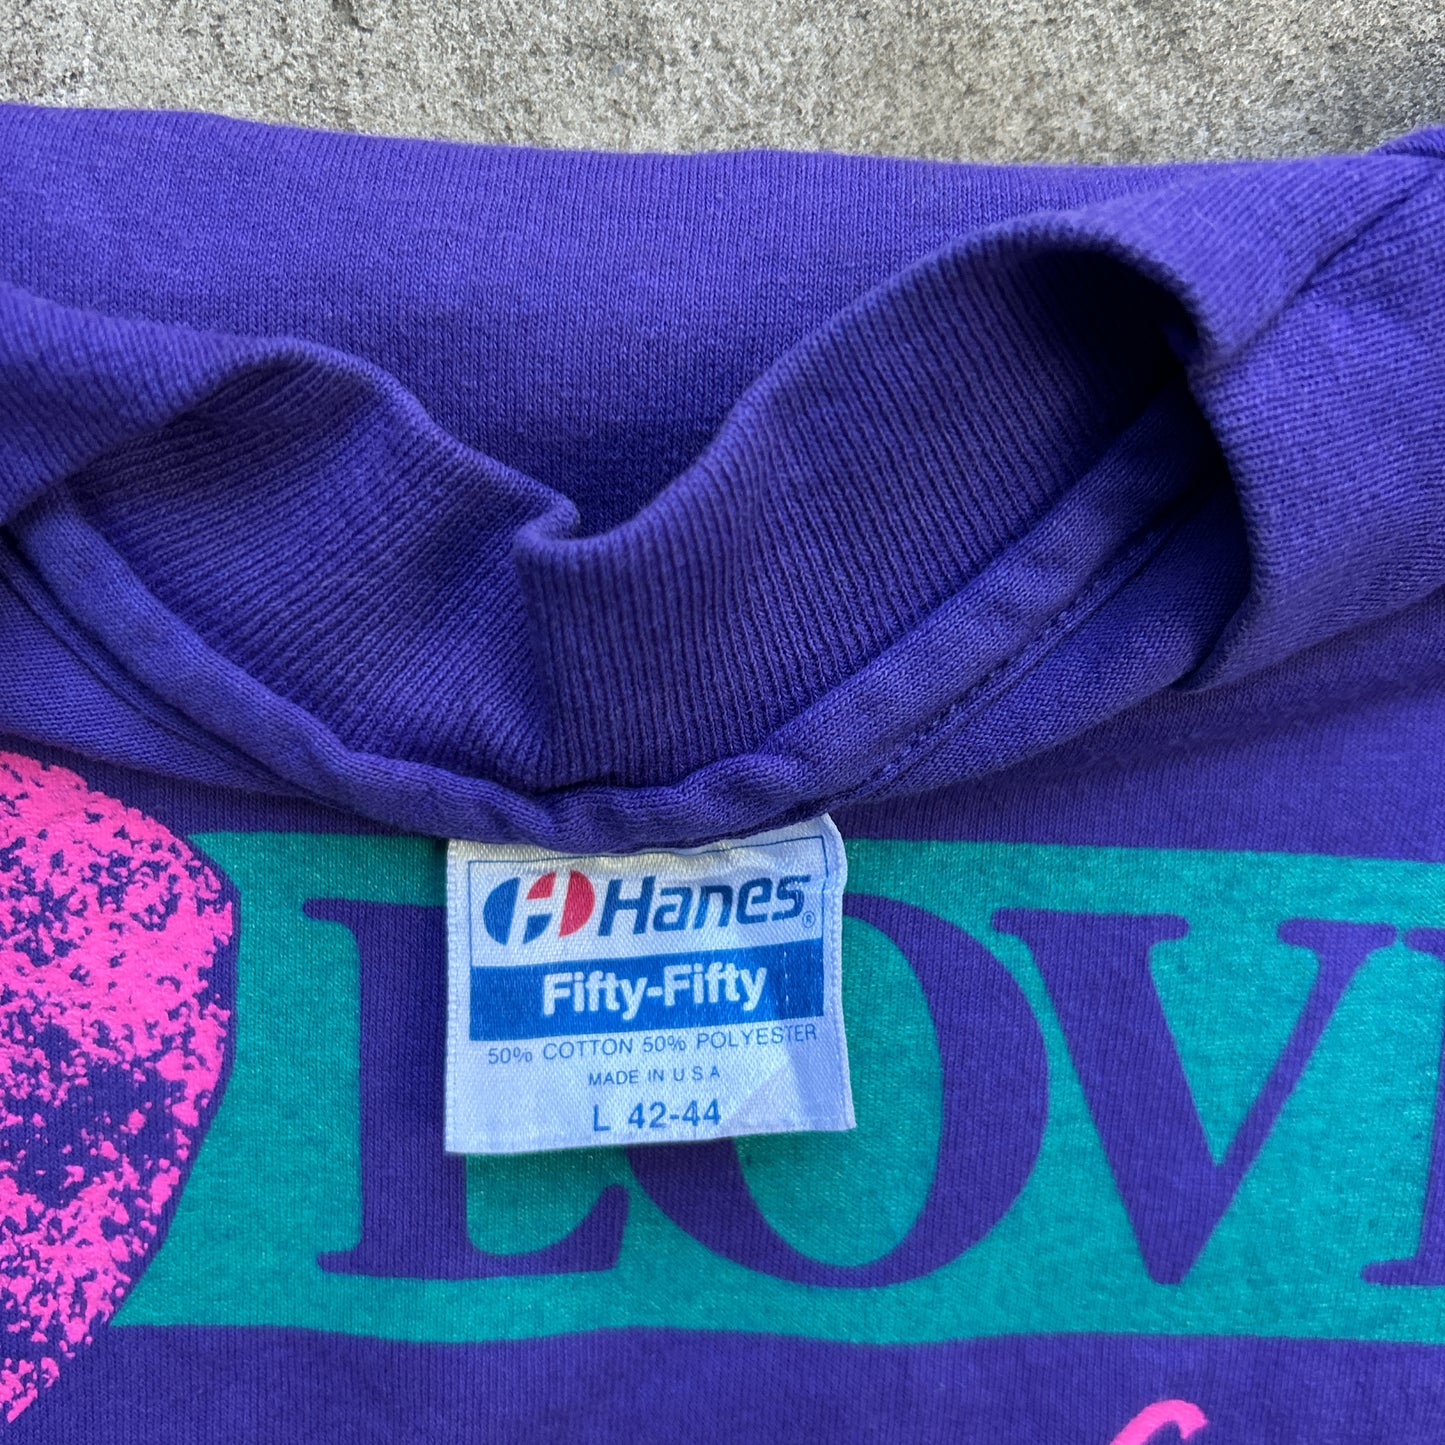 Hanes®
Fifty-Fifty
50% COTTON 50% POLYESTER
MADE IN U S A
L 42-44
LOV